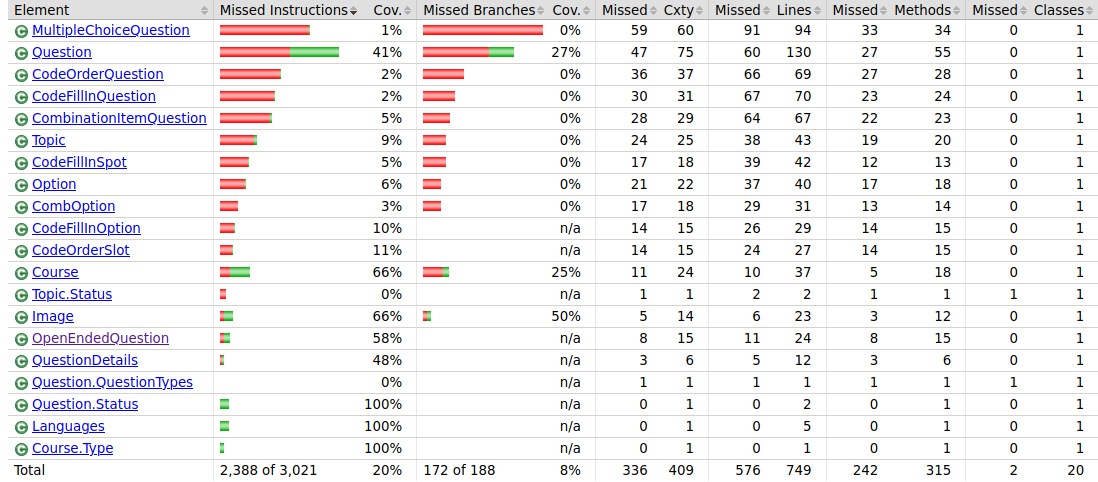 Element Missed Instructions Cov. Missed Branches Cov. Missed Cxty Missed Lines Missed Methods Missed Classes
C MultipleChoiceQuestion 1% 0% 59 60 91 94 33 34 0 1
C Question 41% 27% 47 75 60 130 27 55 0 1
C CodeOrderQuestion 2% 0% 36 37 66 69 27 28 0 1
C CodeFillInQuestion 2% 0% 30 31 67 70 23 24 0 1
C CombinationItemQuestion 5% 0% 28 29 64 67 22 23 0 1
C Topic 9% 0% 24 25 38 43 19 20 0 1
C CodeFillInSpot 5% 0% 17 18 39 42 12 13 0 1
C Option 6% 0% 21 22 37 40 17 18 0 1
C CombOption 3% 0% 17 18 29 31 13 14 0 1
C CodeFillInOption 10% n/a 14 15 26 29 14 15 0 1
C CodeOrderSlot 11% n/a 14 15 24 27 14 15 0 1
C Course 66% 25% 11 24 10 37 5 18 0 1
C Topic.Status 0% n/a 1 1 2 2 1 1 1 1
C Image 66% 50% 5 14 6 23 3 12 0 1
C OpenEndedQuestion 58% n/a 8 15 11 24 8 15 0 1
C QuestionDetails 48% n/a 3 6 5 12 3 6 0 1
C Question.QuestionTypes 0% n/a 1 1 1 1 1 1 1 1
C Question.Status 100% n/a 0 1 0 2 0 1 0 1
C Languages 100% n/a 0 1 0 5 0 1 0 1
C Course.Type 100% n/a 0 1 0 1 0 1 0 1
Total 2,388 of 3,021 20% 172 of 188 8% 336 409 576 749 242 315 2 20